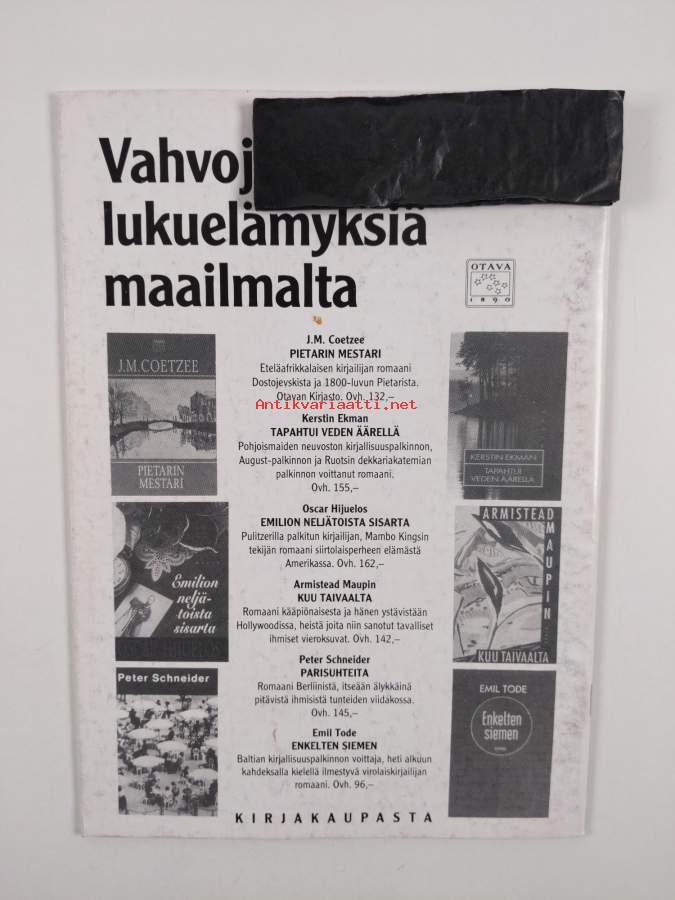 Vahvoj
lukuelämyksiä
maailmalta
OTAVA
1890
J.M. Coetzee
PIETARIN MESTARI
Eteläafrikkalaisen kirjailijan romaani
Dostojevskista ja 1800-luvun Pietarista.
Otavan Kirjasto. Ovh. 132,–
Antikvariaatti.net
Kerstin Ekman
TAPAHTUI VEDEN ÄÄRELLÄ
Pohjoismaiden neuvoston kirjallisuuspalkinnon,
August-palkinnon ja Ruotsin dekkariakatemian
palkinnon voittanut romaani.
Ovh. 155,–
Oscar Hijuelos
EMILION NELJÄTOISTA SISARTA
Pulitzerilla palkitun kirjailijan, Mambo Kingsin
tekijän romaani siirtolaisperheen elämästä
Amerikassa. Ovh. 162,–
Armistead Maupin
KUU TAIVAALTA
Romaani kääpiönaisesta ja hänen ystävistään
Hollywoodissa, heistä joita niin sanotut tavalliset
ihmiset vieroksuvat. Ovh. 142,–
Peter Schneider
PARISUHTEITA
Romaani Berliinistä, itseään älykkäinä
pitävistä ihmisistä tunteiden viidakossa.
Ovh. 145,–
Emil Tode
ENKELTEN SIEMEN
Baltian kirjallisuuspalkinnon voittaja, heti alkuun
kahdeksalla kielellä ilmestyvä virolaiskirjailijan
romaani. Ovh. 96,–
J.M. COETZEE
PIETARIN
MESTARI
Emilion
neljä-
toista
sisarta
OSCAR HIJUELOS
Peter Schneider
KERSTIN EKMAN
TAPAHTUI
VEDEN ÄÄRELLÄ
ARMISTEAD
MAUPIN
KUU TAIVAALTA
EMIL TODE
Enkelten
siemen
KIRJAKAUPASTA